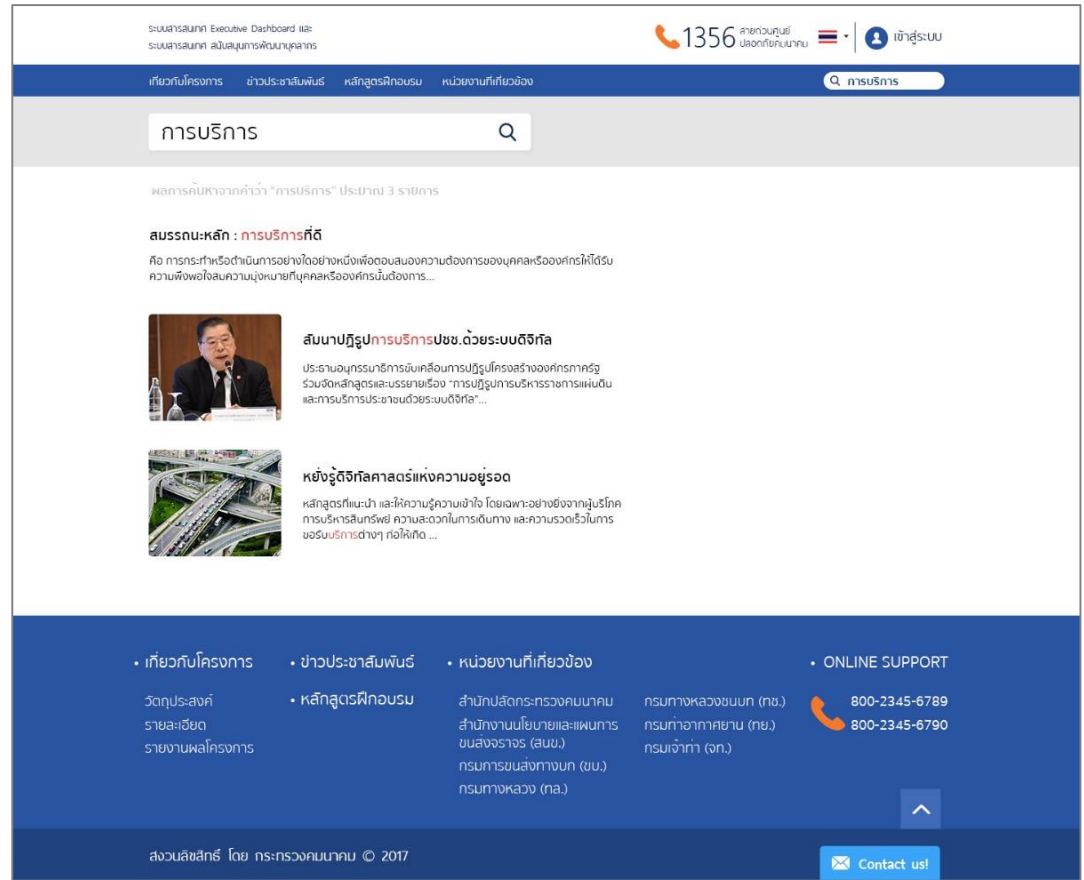 ระบบสารสนเทศ Executive Dashboard และ
ระบบสารสนเทศ สนับสนุนการพัฒนาบุคลากร
1356 สายด่วนศูนย์
ปลอดภัยคมนาคม
เข้าสู่ระบบ
เกี่ยวกับโครงการ ข่าวประชาสัมพันธ์ หลักสูตรฝึกอบรม หน่วยงานที่เกี่ยวข้อง การบริการ
การบริการ
ผลการค้นหาจากคำว่า "การบริการ" ประมาณ 3 รายการ
สมรรถนะหลัก : การบริการที่ดี
คือ การกระทำหรือดำเนินการอย่างใดอย่างหนึ่งเพื่อตอบสนองความต้องการของบุคคลหรือองค์กรให้ได้รับ
ความพึงพอใจสมความมุ่งหมายที่บุคคลหรือองค์กรนั้นต้องการ...
สัมนาปฏิรูปการบริการปชช.ด้วยระบบดิจิทัล
ประธานอนุกรรมาธิการขับเคลื่อนการปฏิรูปโครงสร้างองค์กรภาครัฐ
ร่วมจัดหลักสูตรและบรรยายเรื่อง "การปฏิรูปการบริหารราชการแผ่นดิน
และการบริการประชาชนด้วยระบบดิจิทัล"...
หยั่งรู้ดิจิทัลศาสตร์แห่งความอยู่รอด
หลักสูตรที่แนะนำ และให้ความรู้ความเข้าใจ โดยเฉพาะอย่างยิ่งจากผู้บริโภค
การบริหารสินทรัพย์ ความสะดวกในการเดินทาง และความรวดเร็วในการ
ขอรับบริการต่างๆ ก่อให้เกิด ...
• เกี่ยวกับโครงการ
วัตถุประสงค์
รายละเอียด
รายงานผลโครงการ
• ข่าวประชาสัมพันธ์
• หลักสูตรฝึกอบรม
• หน่วยงานที่เกี่ยวข้อง
สำนักปลัดกระทรวงคมนาคม
สำนักงานนโยบายและแผนการ
ขนส่งจราจร (สนข.)
กรมการขนส่งทางบก (ขบ.)
กรมทางหลวง (ทล.)
กรมทางหลวงชนบท (ทช.)
กรมท่าอากาศยาน (ทย.)
กรมเจ้าท่า (จท.)
• ONLINE SUPPORT
800-2345-6789
800-2345-6790
สงวนลิขสิทธิ์ โดย กระทรวงคมนาคม © 2017
Contact us!